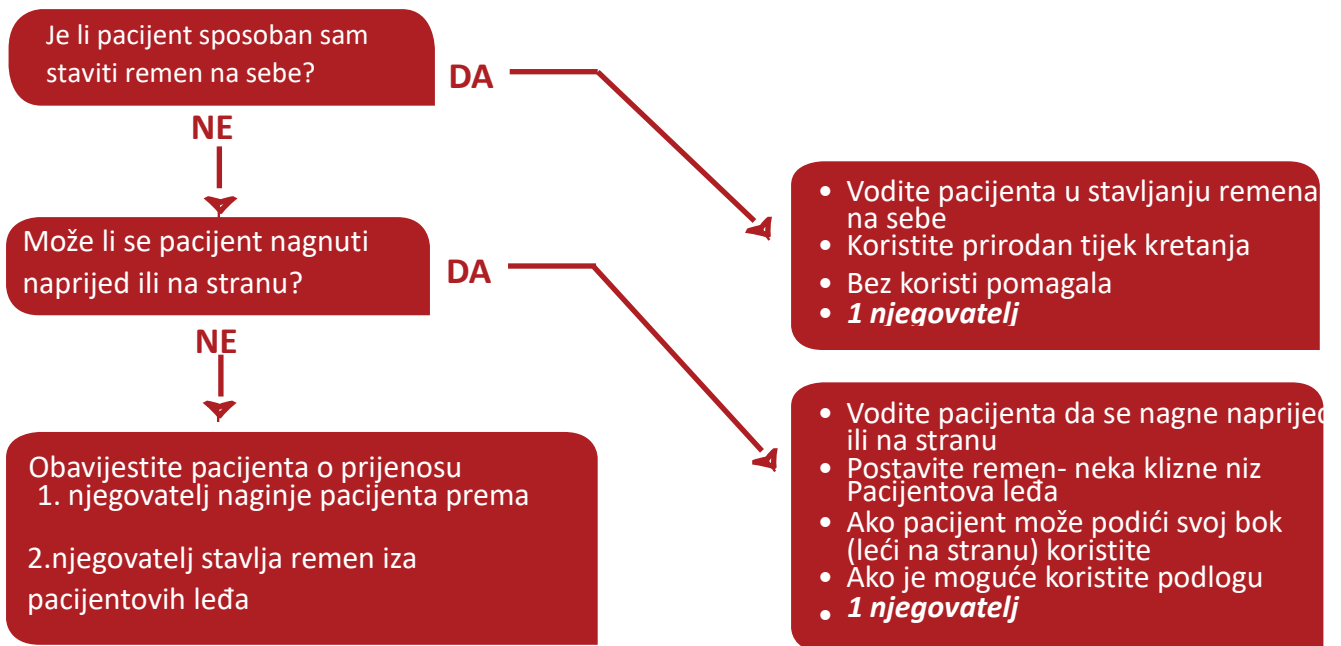 Je li pacijent sposoban sam
staviti remen na sebe?
DA
NE
Može li se pacijent nagnuti
naprijed ili na stranu?
DA
NE
Obavijestite pacijenta o prijenosu
1. njegovatelj naginje pacijenta prema
2.njegovatelj stavlja remen iza
pacijentovih leđa
• Vodite pacijenta u stavljanju remena
na sebe
• Koristite prirodan tijek kretanja
• Bez koristi pomagala
• 1 njegovatelj
• Vodite pacijenta da se nagne naprijed
ili na stranu
• Postavite remen- neka klizne niz
Pacijentova leđa
• Ako pacijent može podići svoj bok
(leći na stranu) koristite
• Ako je moguće koristite podlogu
• 1 njegovatelj